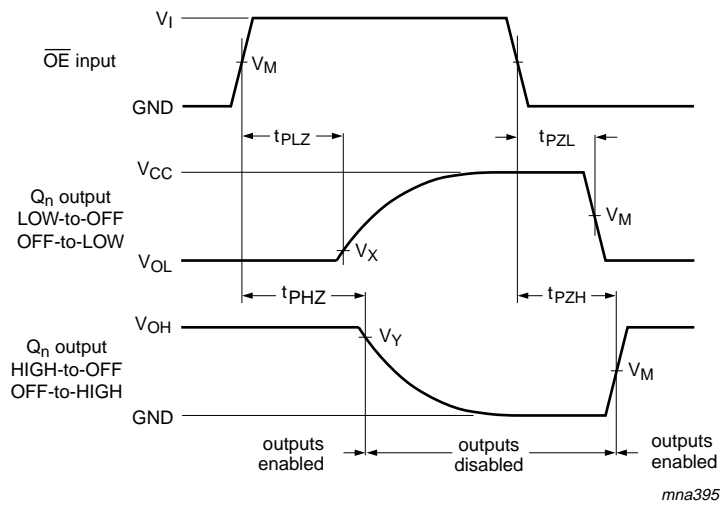 V_I
OE input
V_M
GND
t_PLZ
t_PZL
V_CC
Q_n output
LOW-to-OFF
OFF-to-LOW
V_M
V_X
V_OL
t_PHZ
t_PZH
V_OH
Q_n output
HIGH-to-OFF
OFF-to-HIGH
V_Y
V_M
GND
outputs
enabled
outputs
disabled
outputs
enabled
mna395